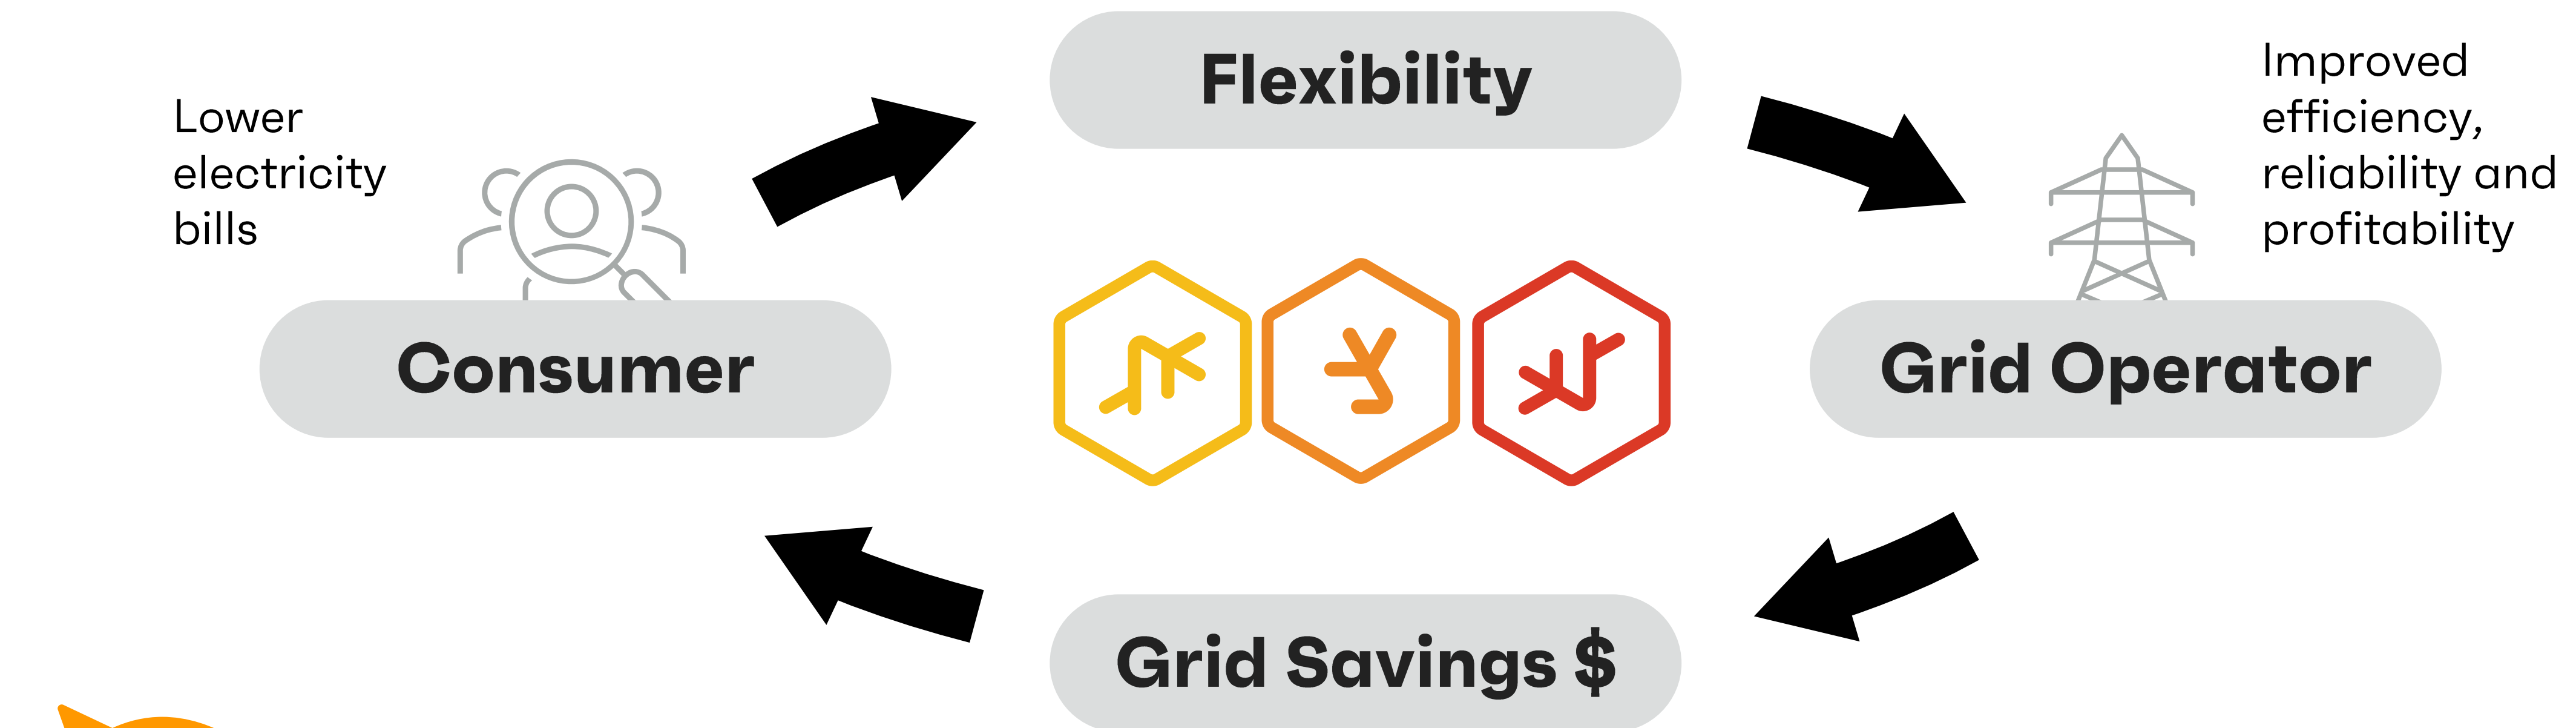 Flexibility
Lower
electricity
bills
Improved
efficiency,
reliability and
profitability
Consumer
Grid Operator
Grid Savings $